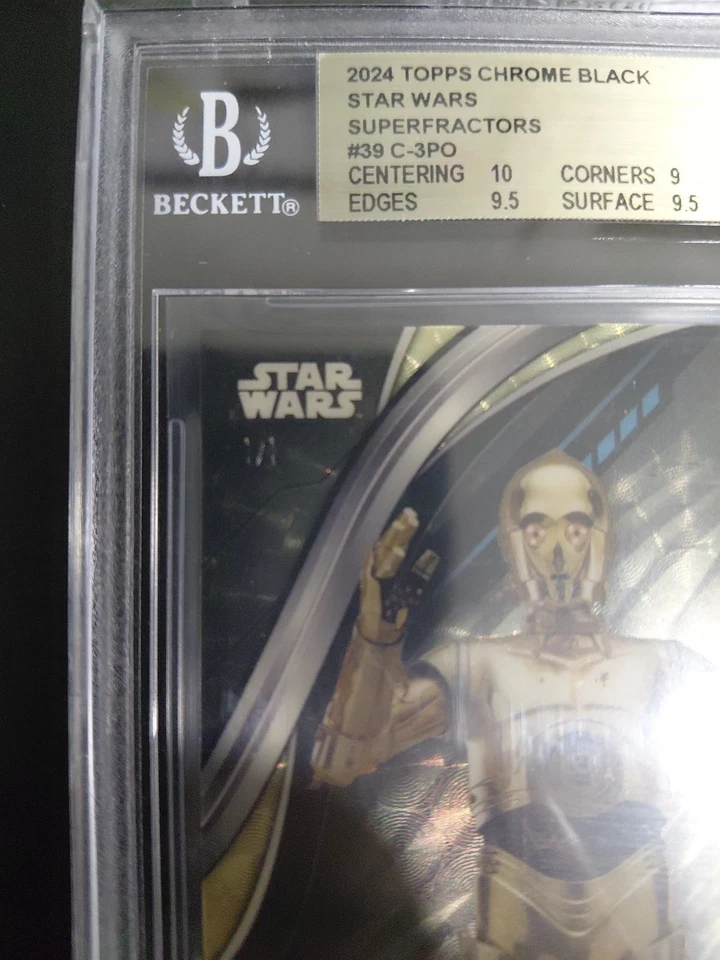 2024 TOPPS CHROME BLACK
STAR WARS
SUPERFRACTORS
#39 C-3PO
CENTERING 10 CORNERS 9
EDGES 9.5 SURFACE 9.5
B
BECKETT®
STAR
WARS
1/1